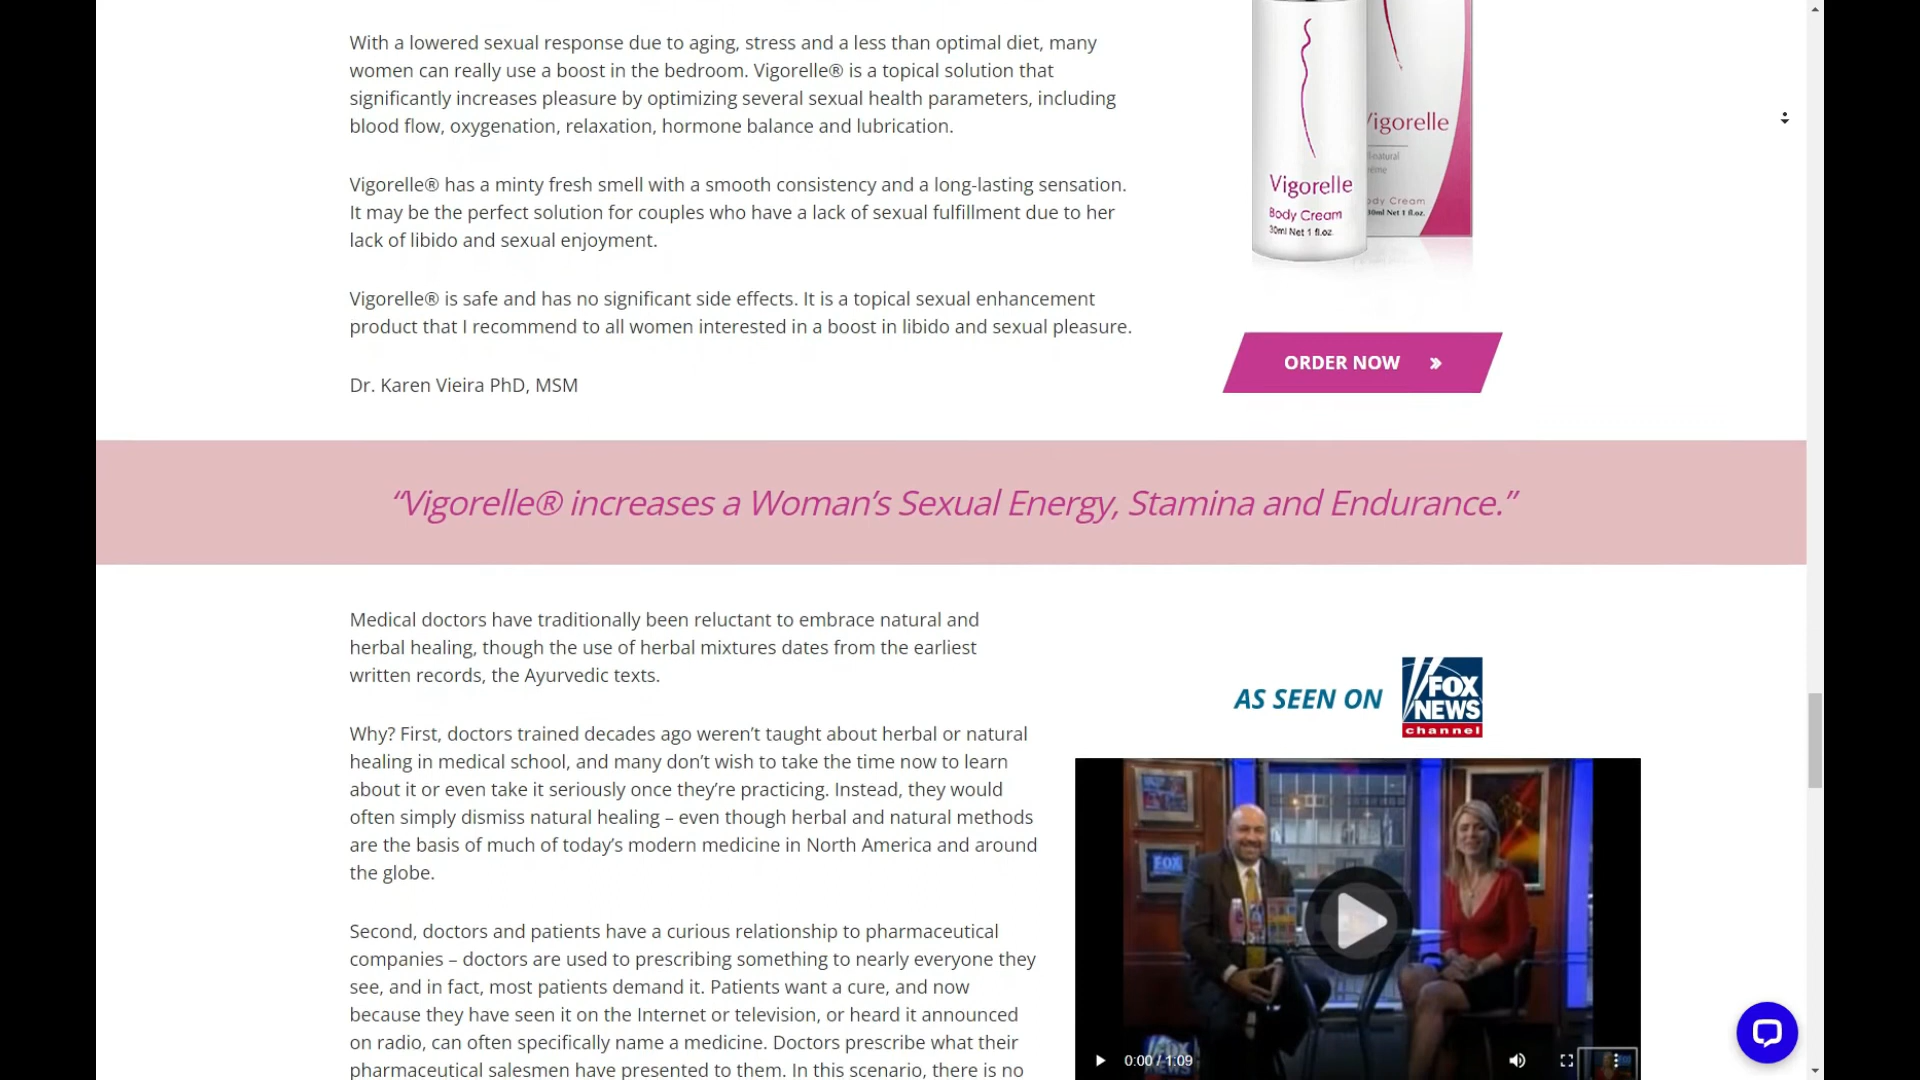 With a lowered sexual response due to aging, stress and a less than optimal diet, many
women can really use a boost in the bedroom. Vigorelle® is a topical solution that
significantly increases pleasure by optimizing several sexual health parameters, including
blood flow, oxygenation, relaxation, hormone balance and lubrication.
Vigorelle® has a minty fresh smell with a smooth consistency and a long-lasting sensation.
It may be the perfect solution for couples who have a lack of sexual fulfillment due to her
lack of libido and sexual enjoyment.
Vigorelle® is safe and has no significant side effects. It is a topical sexual enhancement
product that I recommend to all women interested in a boost in libido and sexual pleasure.
Dr. Karen Vieira PhD, MSM
Vigorelle
Body Cream
30ml Net 1 fl.oz.
Vigorelle
Cream
30ml Net 1 fl.oz.
ORDER NOW »
“Vigorelle® increases a Woman’s Sexual Energy, Stamina and Endurance.”
Medical doctors have traditionally been reluctant to embrace natural and
herbal healing, though the use of herbal mixtures dates from the earliest
written records, the Ayurvedic texts.
Why? First, doctors trained decades ago weren’t taught about herbal or natural
healing in medical school, and many don’t wish to take the time now to learn
about it or even take it seriously once they’re practicing. Instead, they would
often simply dismiss natural healing – even though herbal and natural methods
are the basis of much of today’s modern medicine in North America and around
the globe.
Second, doctors and patients have a curious relationship to pharmaceutical
companies – doctors are used to prescribing something to nearly everyone they
see, and in fact, most patients demand it. Patients want a cure, and now
because they have seen it on the Internet or television, or heard it announced
on radio, can often specifically name a medicine. Doctors prescribe what their
pharmaceutical salesmen have presented to them. In this scenario, there is no
AS SEEN ON
FOX
NEWS
channel
FOX
0:00 / 1:09